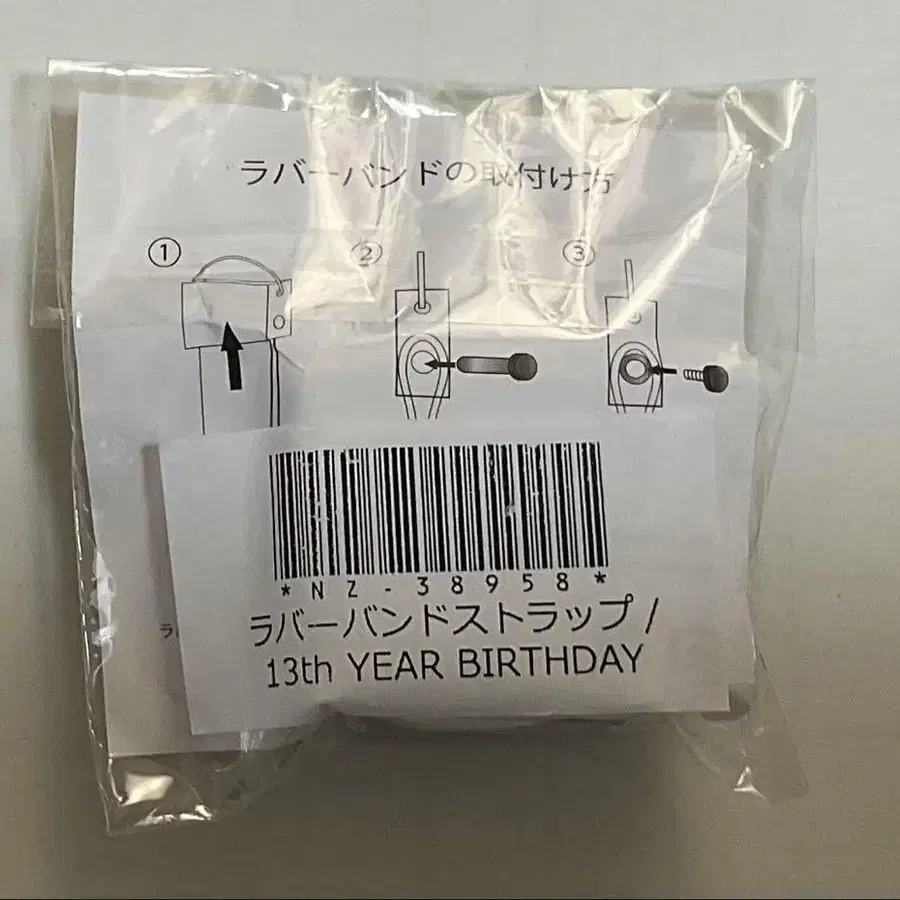 ラバーバンドの取付け方
① ② ③
*NZ-38958*
ラバーバンドストラップ /
13th YEAR BIRTHDAY